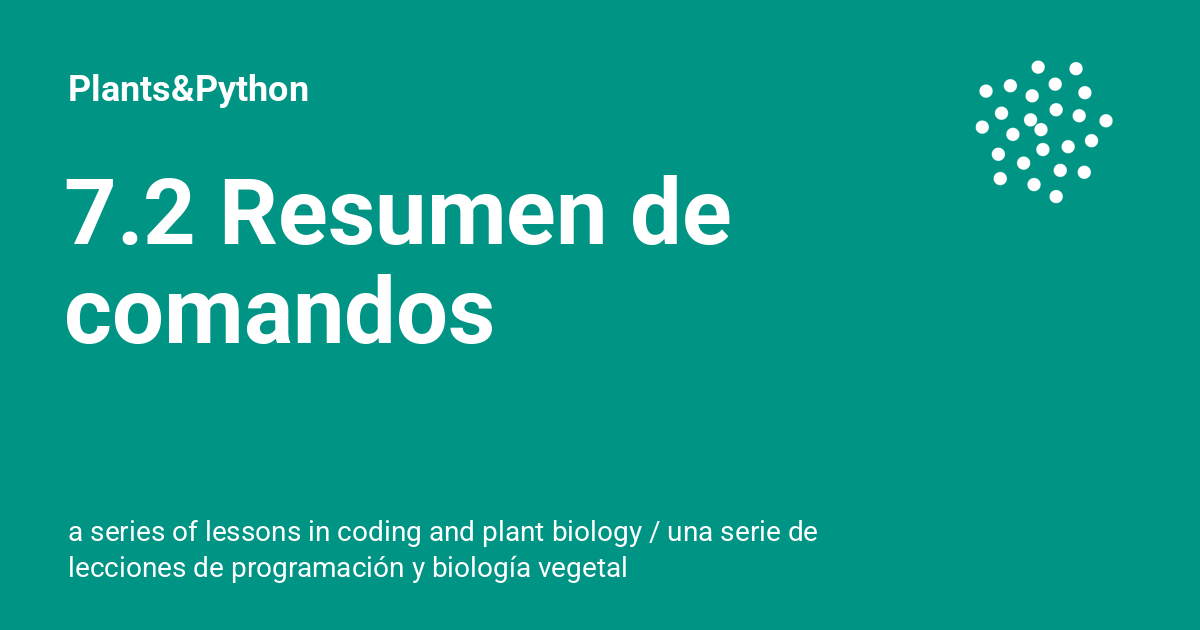 Plants&Python
7.2 Resumen de
comandos
a series of lessons in coding and plant biology / una serie de
lecciones de programación y biología vegetal